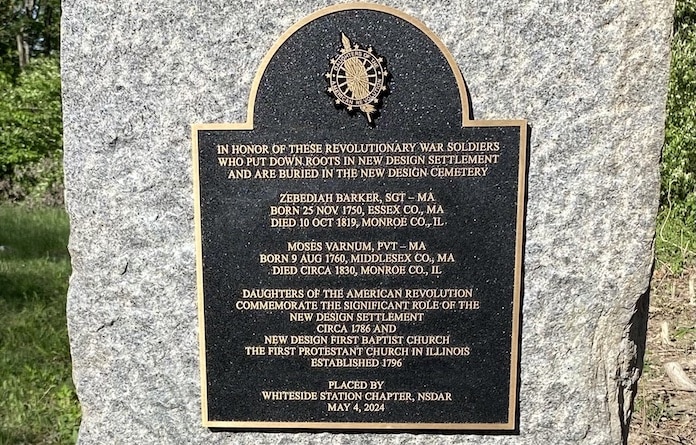 DAUGHTERS OF THE
AMERICAN REVOLUTION
IN HONOR OF THESE REVOLUTIONARY WAR SOLDIERS
WHO PUT DOWN ROOTS IN NEW DESIGN SETTLEMENT
AND ARE BURIED IN THE NEW DESIGN CEMETERY
ZEBEDIAH BARKER, SGT – MA
BORN 25 NOV 1750, ESSEX CO., MA
DIED 10 OCT 1819, MONROE CO., IL
MOSES VARNUM, PVT – MA
BORN 9 AUG 1760, MIDDLESEX CO., MA
DIED CIRCA 1830, MONROE CO., IL
DAUGHTERS OF THE AMERICAN REVOLUTION
COMMEMORATE THE SIGNIFICANT ROLE OF THE
NEW DESIGN SETTLEMENT
CIRCA 1786 AND
NEW DESIGN FIRST BAPTIST CHURCH
THE FIRST PROTESTANT CHURCH IN ILLINOIS
ESTABLISHED 1796
PLACED BY
WHITESIDE STATION CHAPTER, NSDAR
MAY 4, 2024